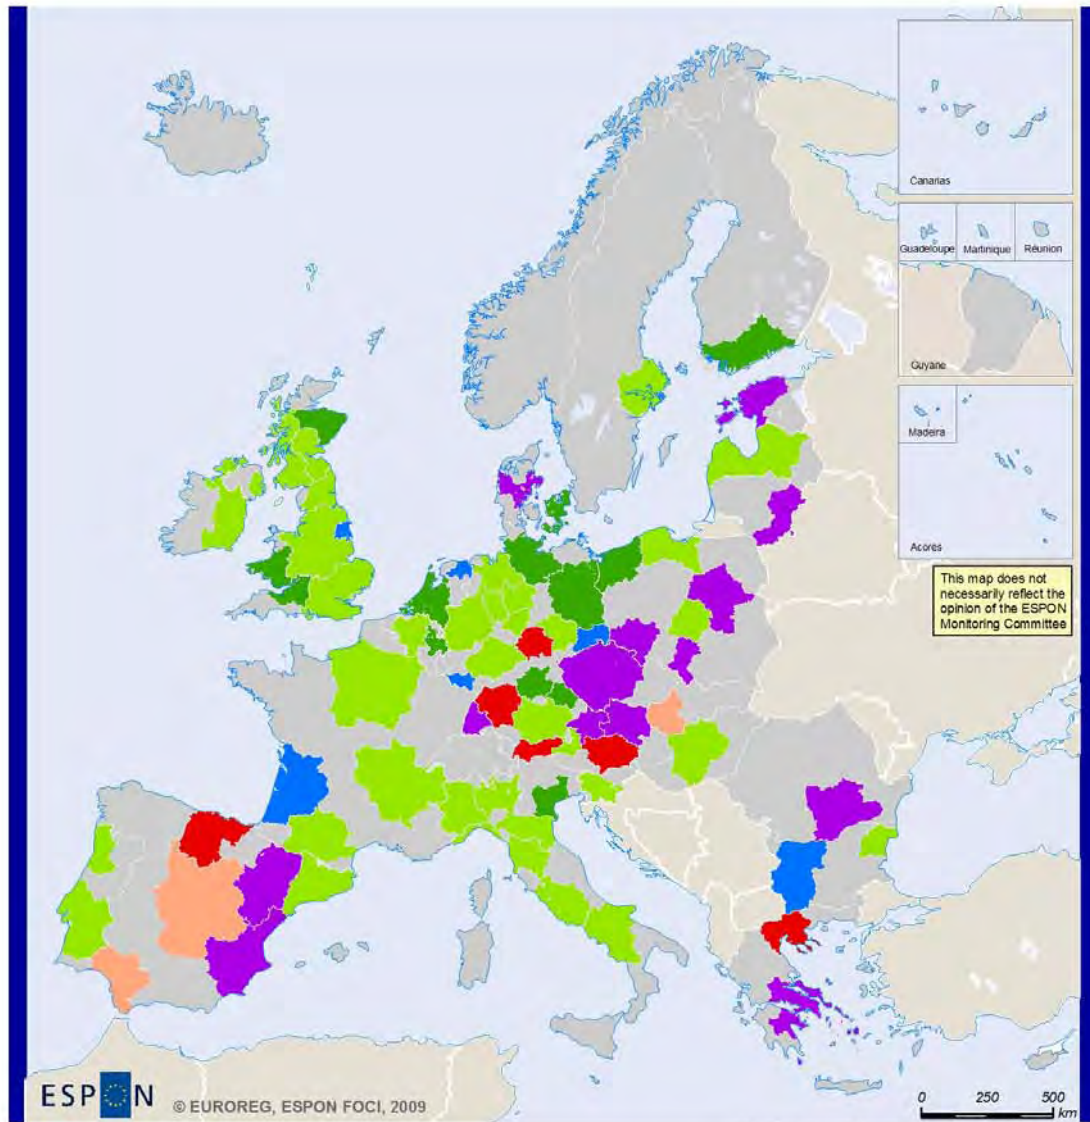 Canarias
Guadeloupe
Martinique
Réunion
Guyane
Madeira
Acores
This map does not
necessarily reflect the
opinion of the ESPON
Monitoring Committee
ESPON
© EUROREG, ESPON FOCI, 2009
0 250 500
km